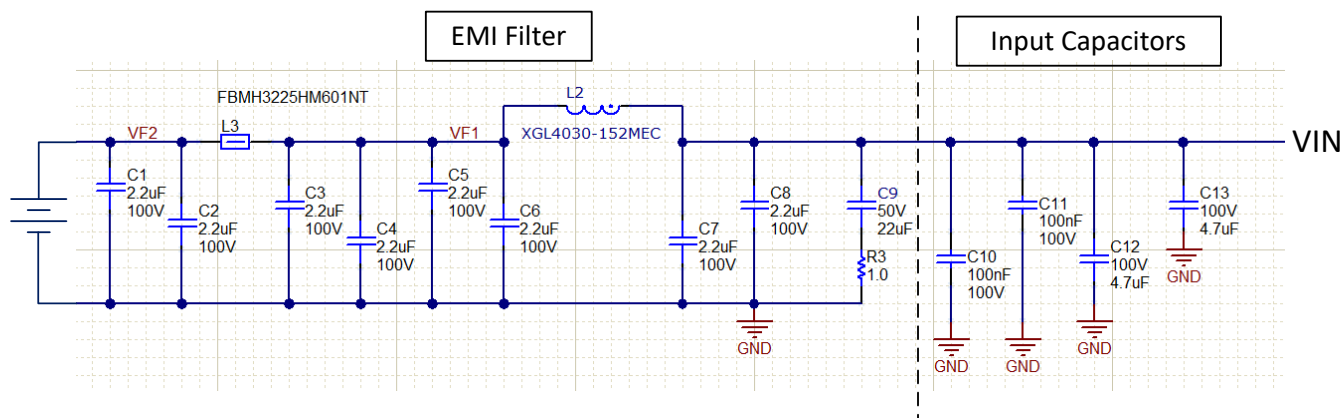 EMI Filter
Input Capacitors
FBMH3225HM601NT
L3
VF2
VF1
L2
XGL4030-152MEC
VIN
C1
2.2uF
100V
C2
2.2uF
100V
C3
2.2uF
100V
C4
2.2uF
100V
C5
2.2uF
100V
C6
2.2uF
100V
C7
2.2uF
100V
C8
2.2uF
100V
C9
50V
22uF
R3
1.0
GND
C10
100nF
100V
GND
C11
100nF
100V
GND
C12
100V
4.7uF
GND
C13
100V
4.7uF
GND